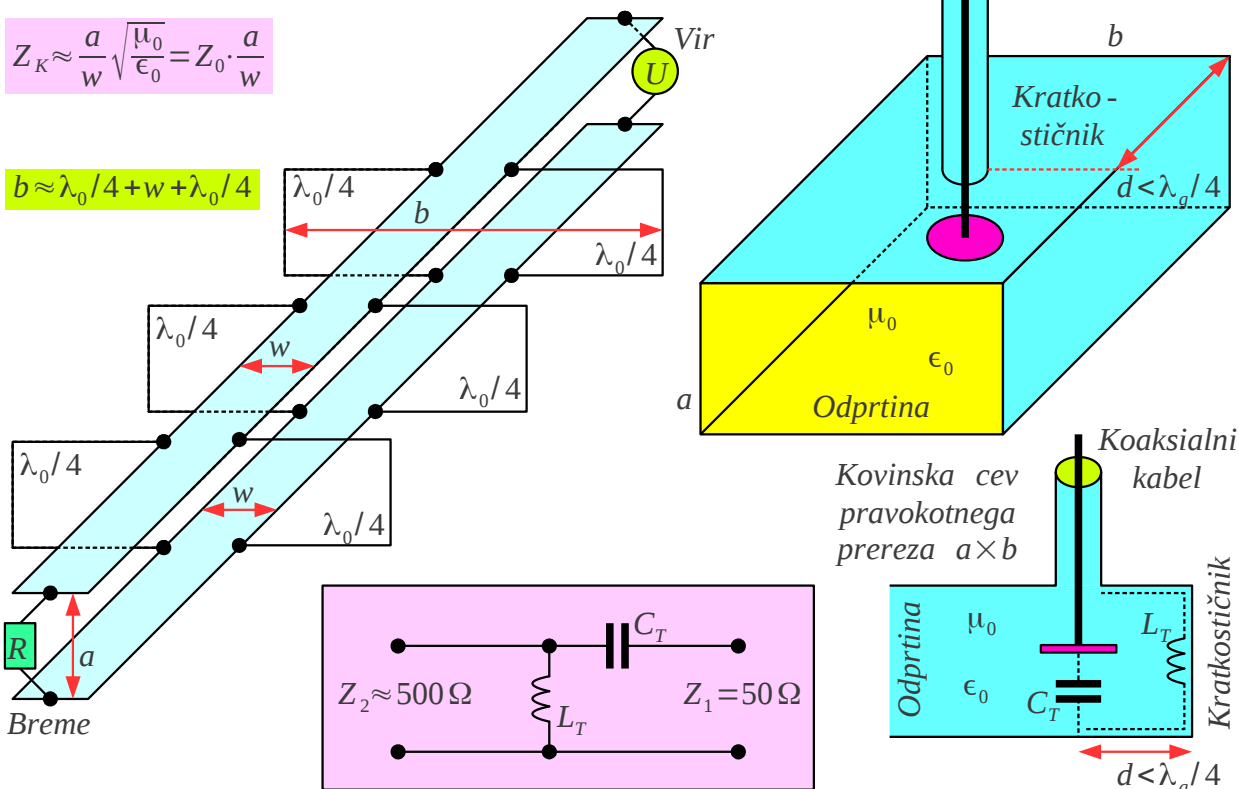 Z_K ≈ a/w √(μ₀/ϵ₀) = Z₀·a/w
b ≈ λ₀/4 + w + λ₀/4
Vir
U
λ₀/4
b
λ₀/4
λ₀/4
w
λ₀/4
λ₀/4
w
λ₀/4
R
a
Breme
b
Kratko-
stičnik
d < λ_g/4
μ₀
ϵ₀
a
Odprtina
Kovinska cev
pravokotnega
prereza a×b
Koaksialni
kabel
C_T
Z₂ ≈ 500 Ω
L_T
Z₁ = 50 Ω
Odprtina
μ₀
ϵ₀
C_T
L_T
Kratkostičnik
d < λ_g/4